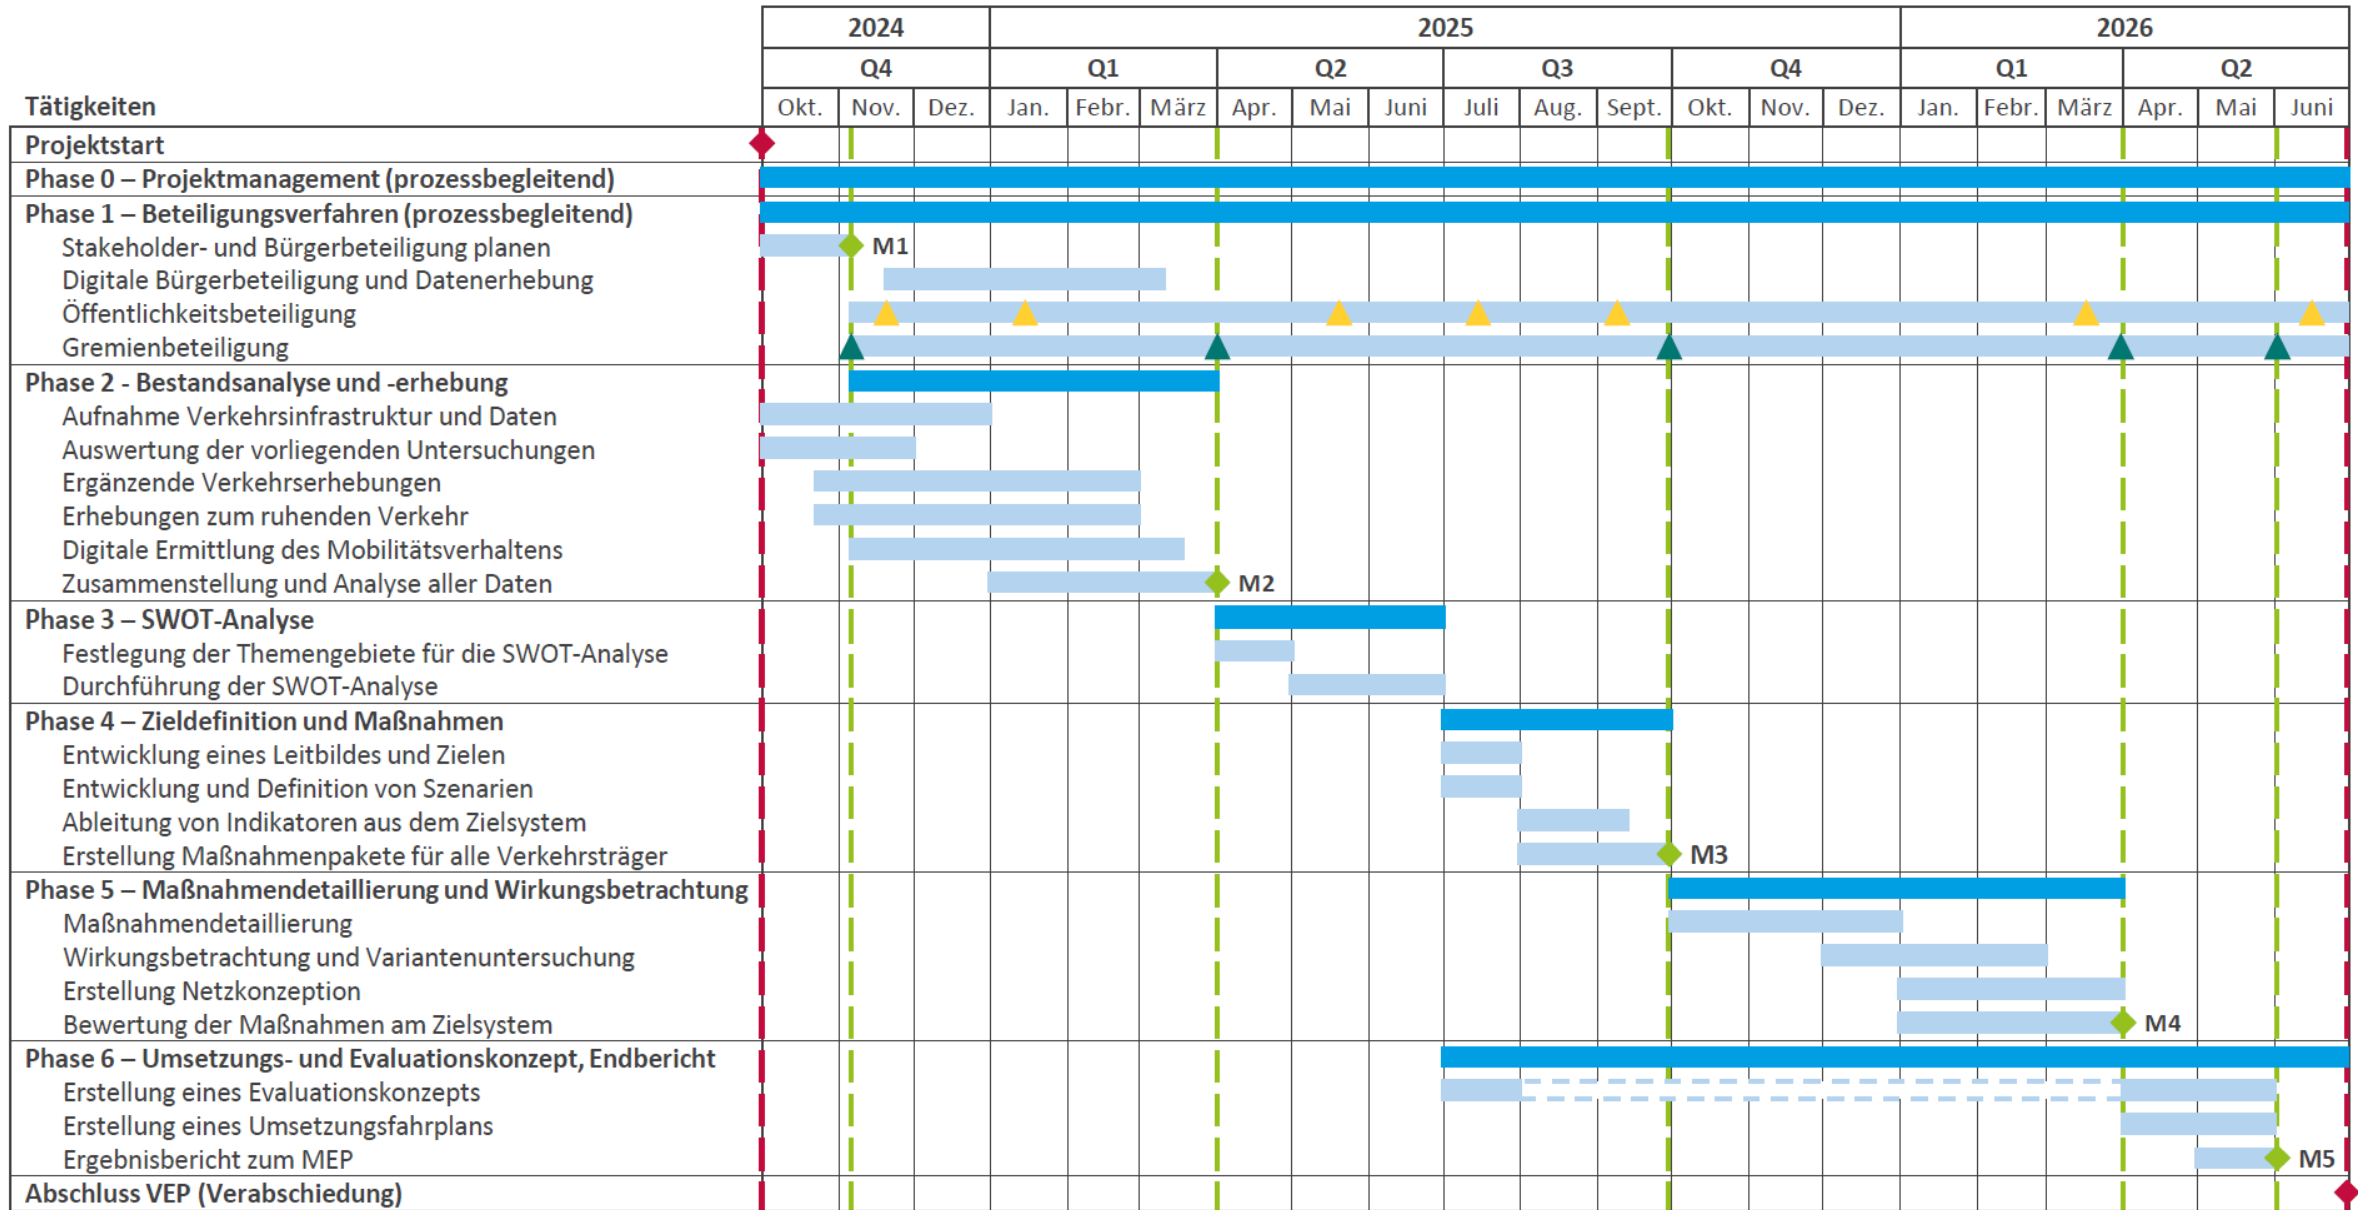 2024 2025 2026
Q4 Q1 Q2 Q3 Q4 Q1 Q2
Tätigkeiten Okt. Nov. Dez. Jan. Febr. März Apr. Mai Juni Juli Aug. Sept. Okt. Nov. Dez. Jan. Febr. März Apr. Mai Juni
Projektstart
Phase 0 – Projektmanagement (prozessbegleitend)
Phase 1 – Beteiligungsverfahren (prozessbegleitend)
Stakeholder- und Bürgerbeteiligung planen M1
Digitale Bürgerbeteiligung und Datenerhebung
Öffentlichkeitsbeteiligung
Gremienbeteiligung
Phase 2 - Bestandsanalyse und -erhebung
Aufnahme Verkehrsinfrastruktur und Daten
Auswertung der vorliegenden Untersuchungen
Ergänzende Verkehrserhebungen
Erhebungen zum ruhenden Verkehr
Digitale Ermittlung des Mobilitätsverhaltens
Zusammenstellung und Analyse aller Daten M2
Phase 3 – SWOT-Analyse
Festlegung der Themengebiete für die SWOT-Analyse
Durchführung der SWOT-Analyse
Phase 4 – Zieldefinition und Maßnahmen
Entwicklung eines Leitbildes und Zielen
Entwicklung und Definition von Szenarien
Ableitung von Indikatoren aus dem Zielsystem
Erstellung Maßnahmenpakete für alle Verkehrsträger M3
Phase 5 – Maßnahmendetaillierung und Wirkungsbetrachtung
Maßnahmendetaillierung
Wirkungsbetrachtung und Variantenuntersuchung
Erstellung Netzkonzeption
Bewertung der Maßnahmen am Zielsystem M4
Phase 6 – Umsetzungs- und Evaluationskonzept, Endbericht
Erstellung eines Evaluationskonzepts
Erstellung eines Umsetzungsfahrplans
Ergebnisbericht zum MEP M5
Abschluss VEP (Verabschiedung)